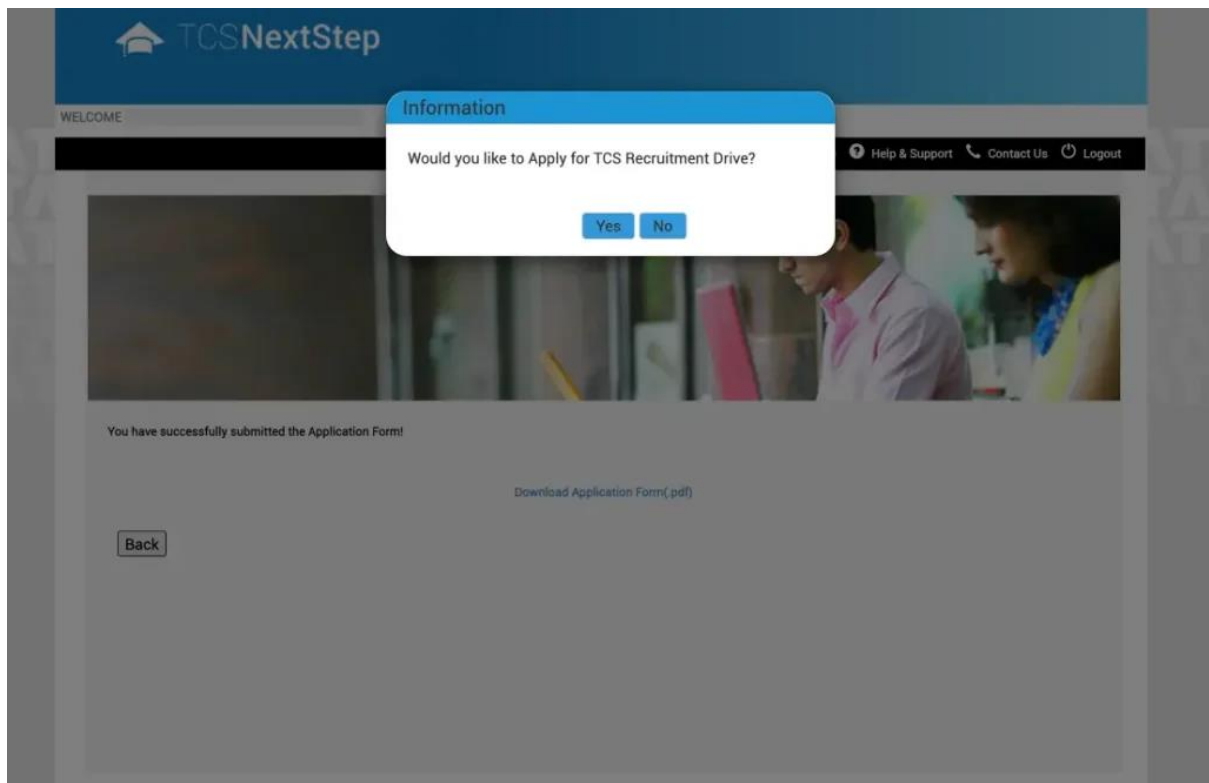 TCSNextStep
WELCOME
Information
Would you like to Apply for TCS Recruitment Drive?
Yes No
Help & Support Contact Us Logout
You have successfully submitted the Application Form!
Download Application Form(.pdf)
Back